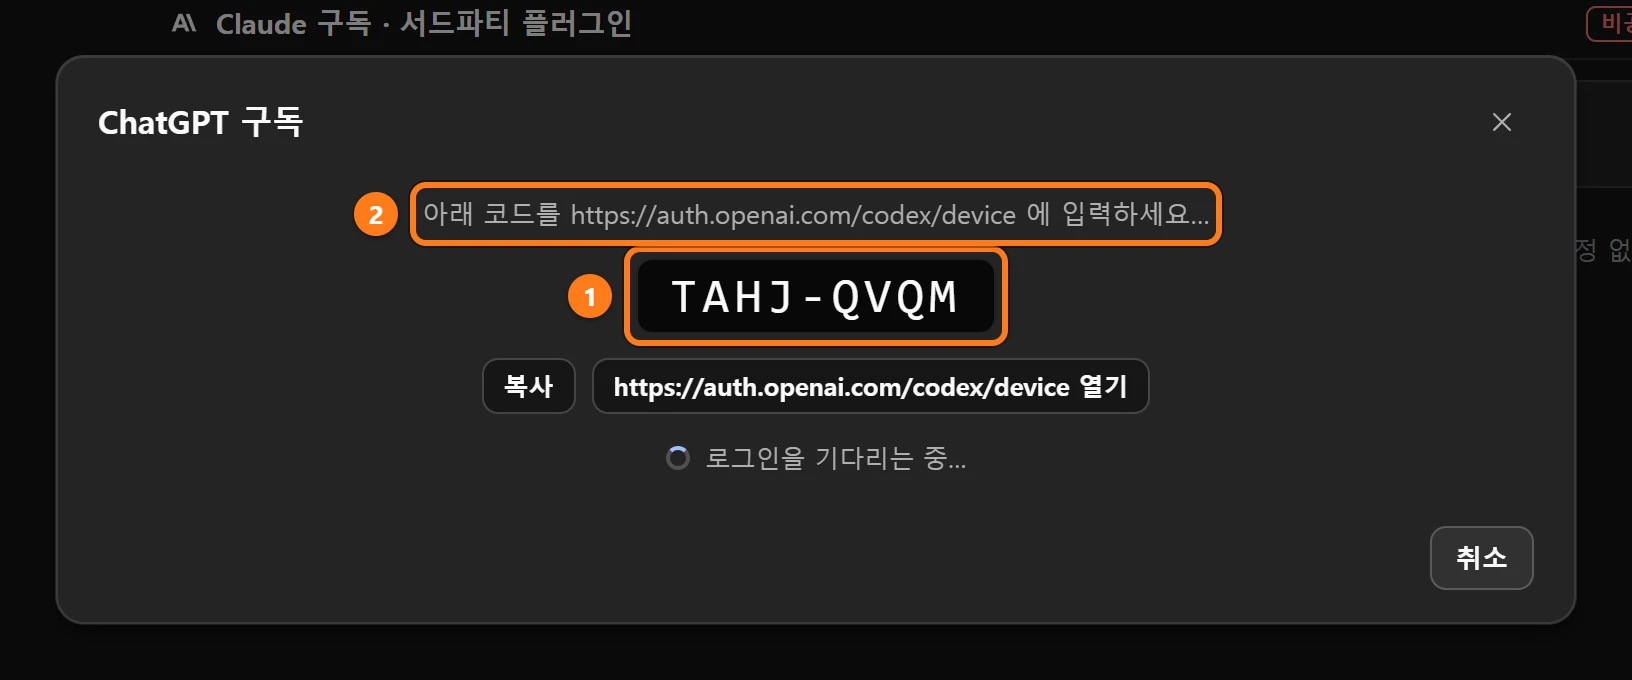 Claude 구독 · 서드파티 플러그인
ChatGPT 구독
2 아래 코드를 https://auth.openai.com/codex/device 에 입력하세요...
1 TAHJ-QVQM
복사 https://auth.openai.com/codex/device 열기
정 없
로그인을 기다리는 중...
취소